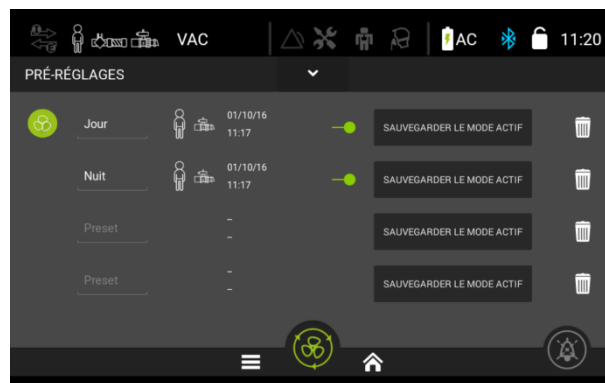 VAC AC 11:20
PRÉ-RÉGLAGES
Jour 01/10/16 SAUVEGARDER LE MODE ACTIF
11:17
Nuit 01/10/16 SAUVEGARDER LE MODE ACTIF
11:17
Preset – SAUVEGARDER LE MODE ACTIF
–
Preset – SAUVEGARDER LE MODE ACTIF
–